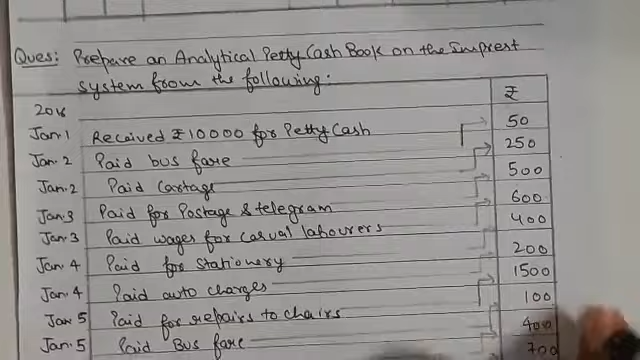 Ques: Prepare an Analytical Petty Cash Book on the Imprest
system from the following:
₹
2016
Jan.1 Received ₹10000 for Petty Cash 50
Jan.2 Paid bus fare 250
Jan.2 Paid Cartage 500
Jan.3 Paid for Postage & telegram 600
Jan.3 Paid wages for casual labourers 400
Jan.4 Paid for Stationery 200
Jan.4 Paid auto charges 1500
Jan 5 Paid for repairs to chairs 100
Jan.5 Paid Bus fare 400
700